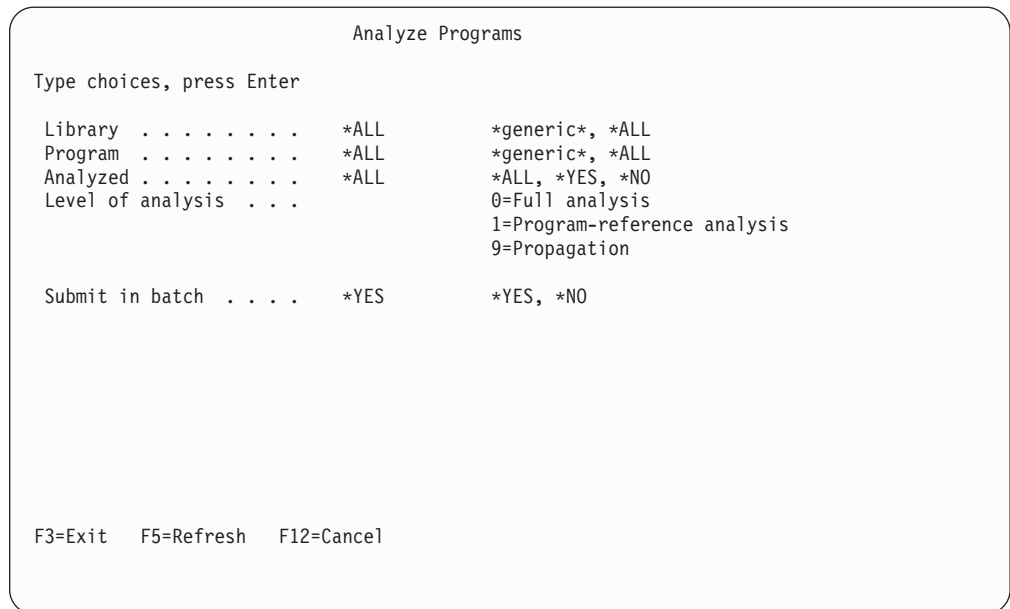 Analyze Programs
Type choices, press Enter
Library . . . . . . . . *ALL *generic*, *ALL
Program . . . . . . . . *ALL *generic*, *ALL
Analyzed . . . . . . . . *ALL *ALL, *YES, *NO
Level of analysis . . . 0=Full analysis
1=Program-reference analysis
9=Propagation
Submit in batch . . . . *YES *YES, *NO
F3=Exit F5=Refresh F12=Cancel